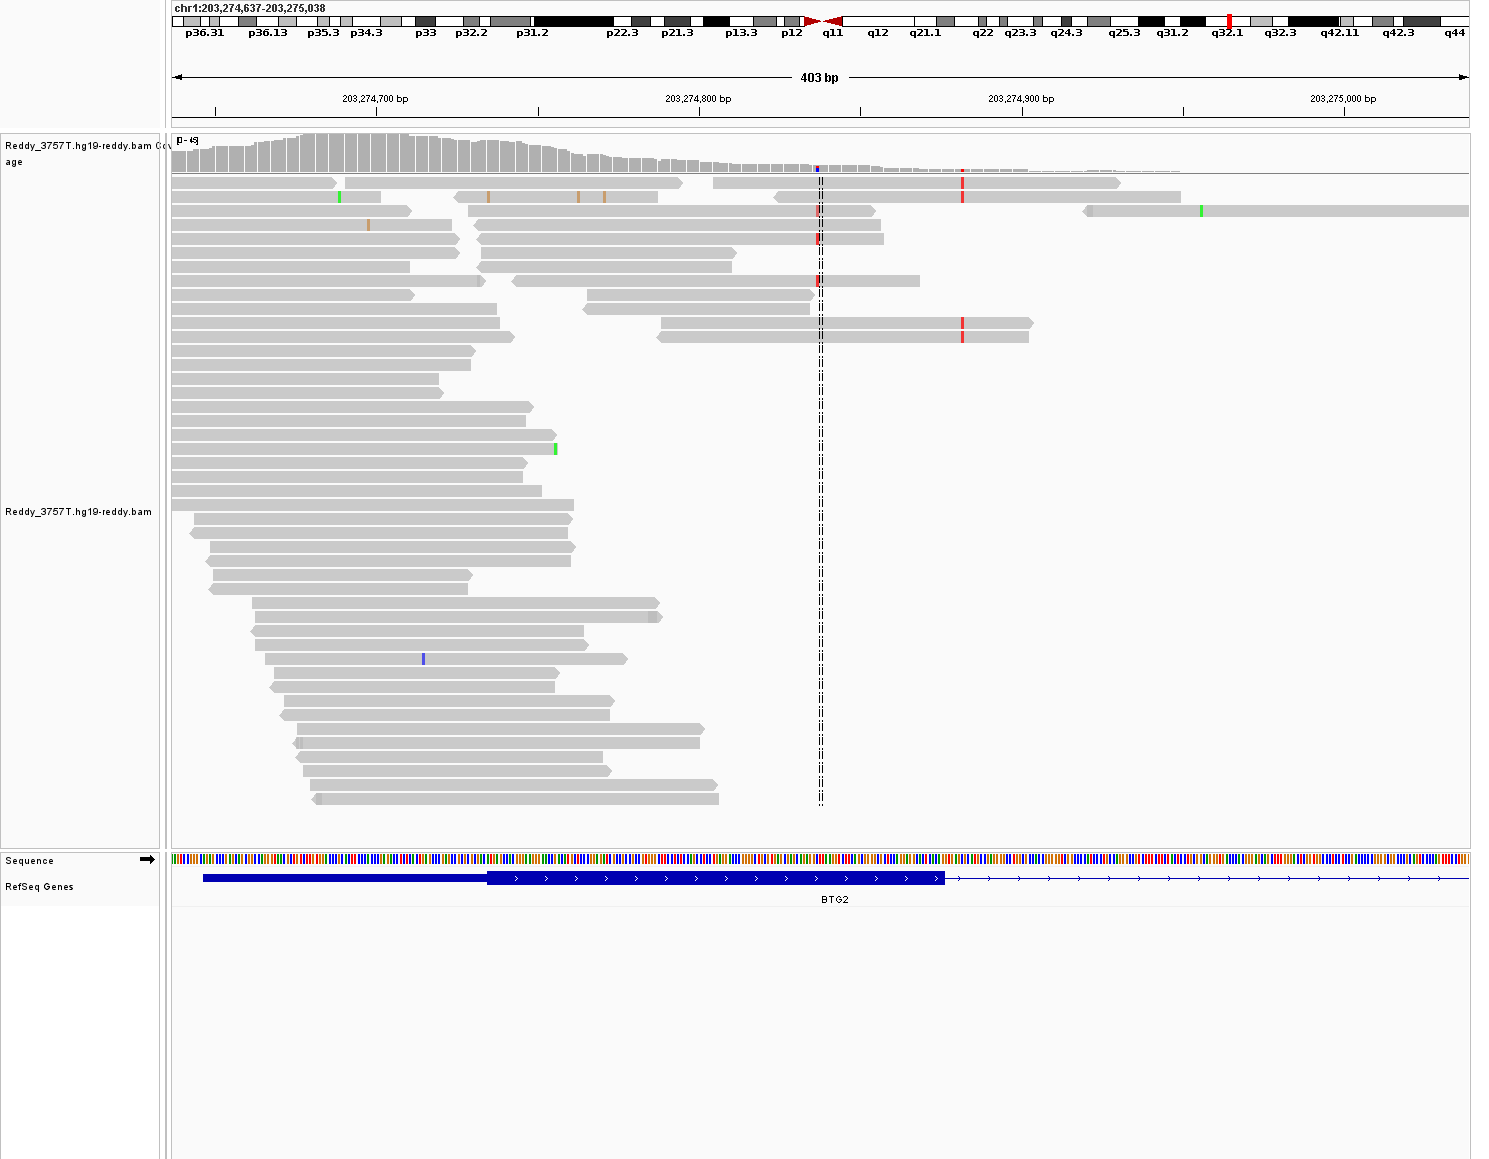 chr1:203,274,637-203,275,038
p36.31 p36.13 p35.3 p34.3 p33 p32.2 p31.2 p22.3 p21.3 p13.3 p12 q11 q12 q21.1 q22 q23.3 q24.3 q25.3 q31.2 q32.1 q32.3 q42.11 q42.3 q44
403 bp
203,274,700 bp 203,274,800 bp 203,274,900 bp 203,275,000 bp
Reddy_3757T.hg19-reddy.bam Cov
age
Reddy_3757T.hg19-reddy.bam
Sequence
RefSeq Genes
BTG2